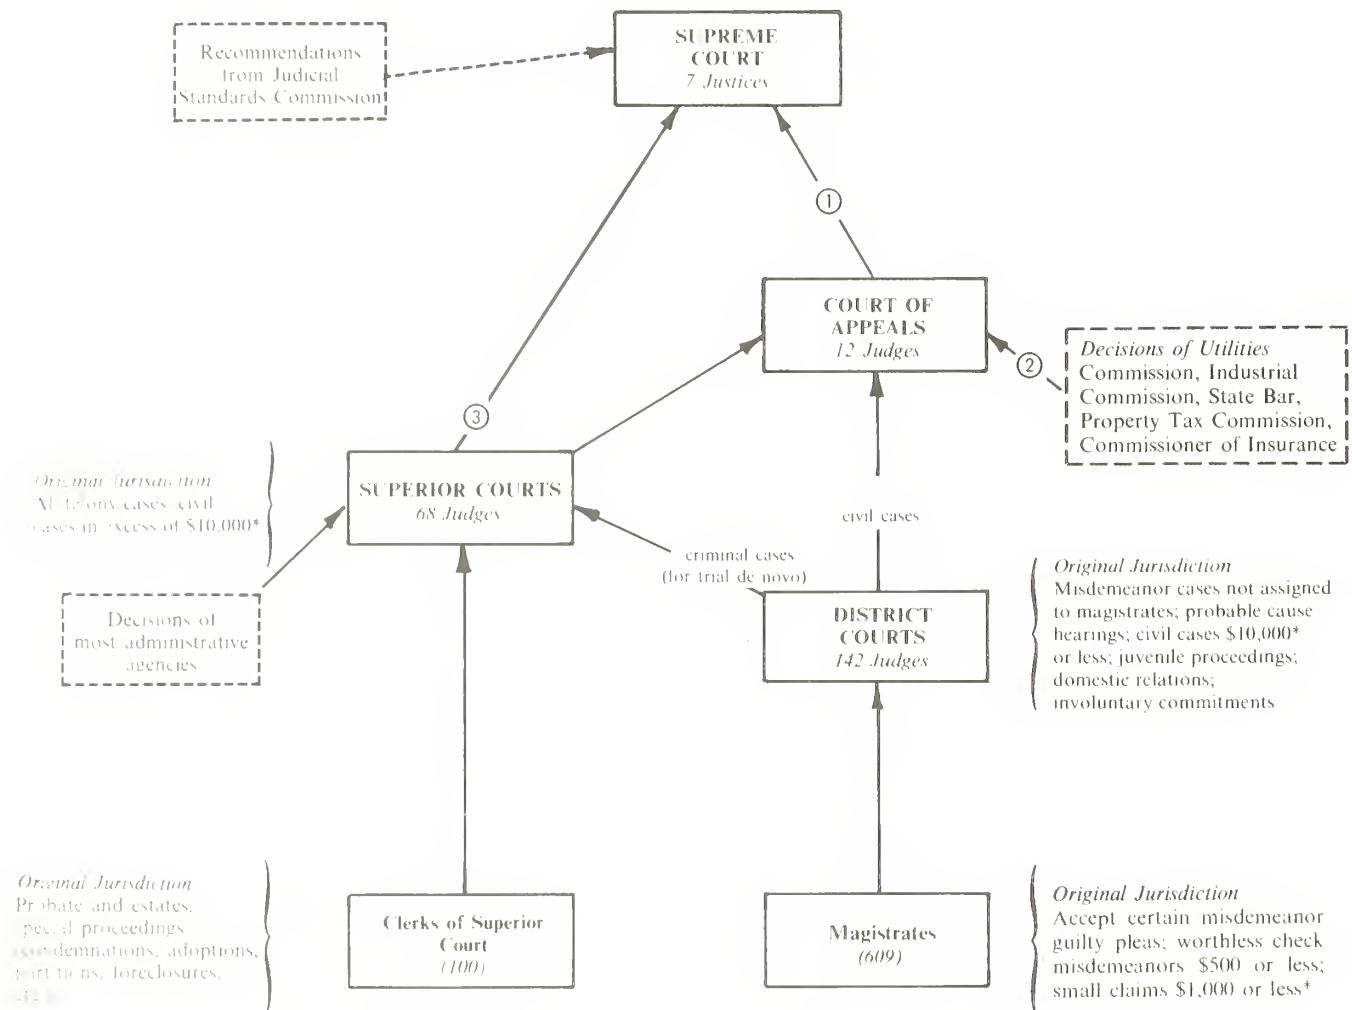 Recommendations
from Judicial
Standards Commission
SUPREME
COURT
7 Justices
1
COURT OF
APPEALS
12 Judges
2
Decisions of Utilities
Commission, Industrial
Commission, State Bar,
Property Tax Commission,
Commissioner of Insurance
3
Original Jurisdiction
cases civil
cases in excess of $10,000*
SUPERIOR COURTS
68 Judges
civil cases
criminal cases
(for trial de novo)
Decisions of
most administrative
agencies
DISTRICT
COURTS
142 Judges
Original Jurisdiction
Misdemeanor cases not assigned
to magistrates; probable cause
hearings; civil cases $10,000*
or less; juvenile proceedings;
domestic relations;
involuntary commitments
Original Jurisdiction
Probate and estates,
proceedings
adoptions,
foreclosures,
Clerks of Superior
Court
(100)
Magistrates
(609)
Original Jurisdiction
Accept certain misdemeanor
guilty pleas; worthless check
misdemeanors $500 or less;
small claims $1,000 or less*